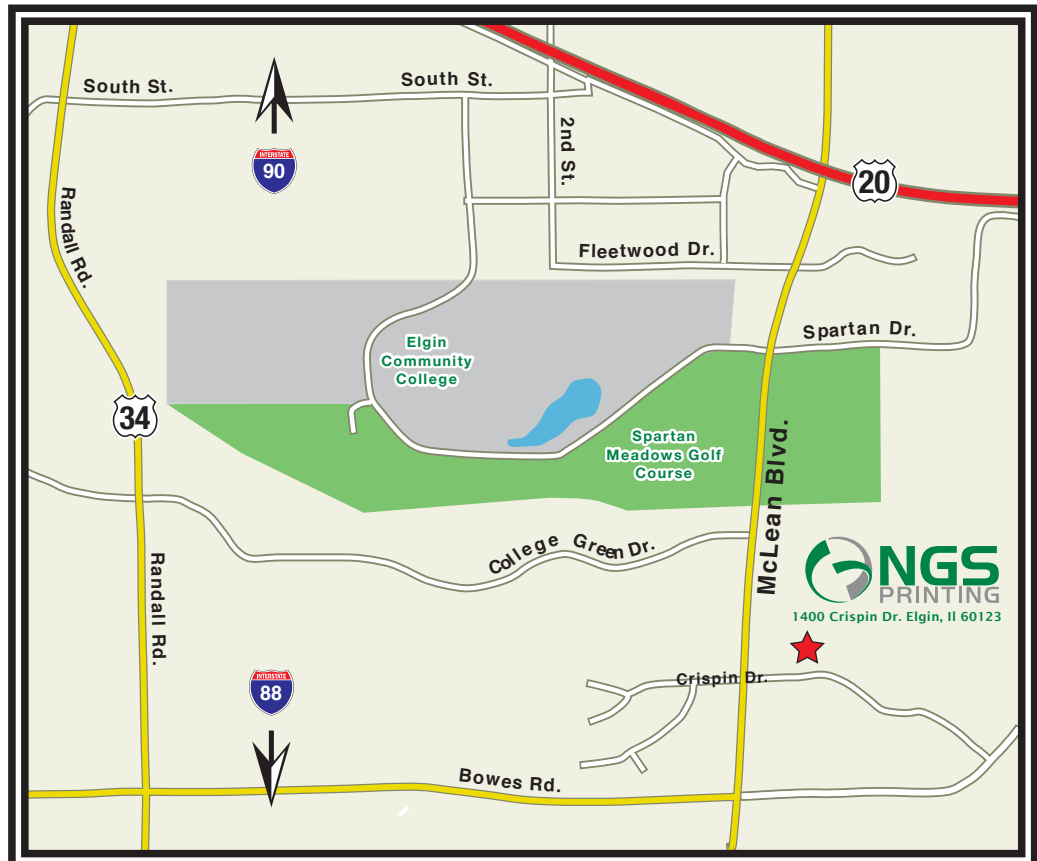 South St.
South St.
INTERSTATE
90
2nd St.
20
Randall Rd.
Fleetwood Dr.
Spartan Dr.
Elgin
Community
College
34
Spartan
Meadows Golf
Course
McLean Blvd.
College Green Dr.
NGS
PRINTING
1400 Crispin Dr. Elgin, Il 60123
Randall Rd.
INTERSTATE
88
Crispin Dr.
Bowes Rd.